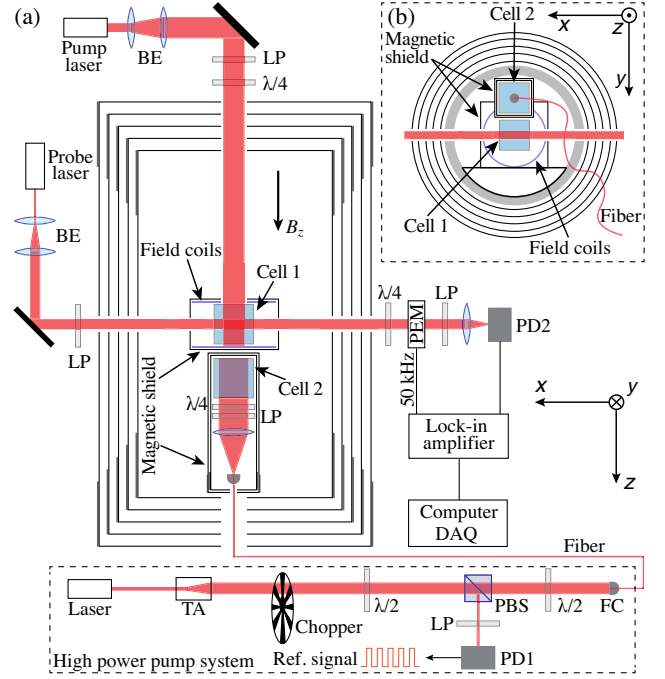 (a)
Pump
laser
BE
LP
λ/4
Probe
laser
BE
B_z
Field coils
Cell 1
LP
λ/4
LP
PEM
PD2
50 kHz
Magnetic shield
Cell 2
λ/4
LP
Lock-in
amplifier
Computer
DAQ
x
y
z
Fiber
(b)
Cell 2
Magnetic
shield
x
z
y
Cell 1
Fiber
Field coils
Laser
TA
Chopper
λ/2
PBS
λ/2
FC
LP
PD1
Ref. signal
High power pump system